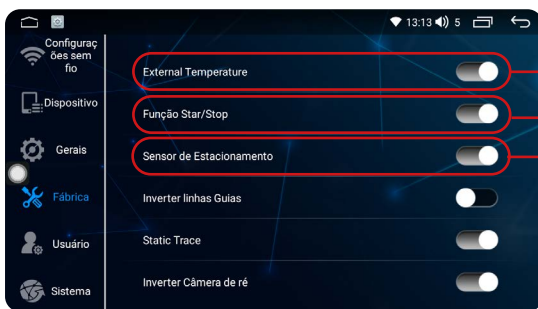 13:13 5
Configuraç
ões sem
fio
Dispositivo
Gerais
Fábrica
Usuário
Sistema
External Temperature
Função Star/Stop
Sensor de Estacionamento
Inverter linhas Guias
Static Trace
Inverter Câmera de ré